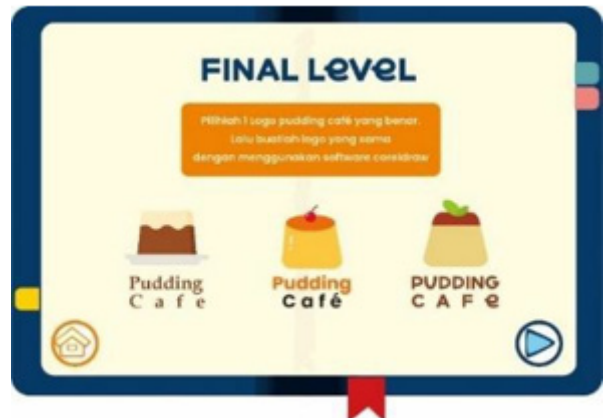 FINAL LEVEL
Pilihlah 1 Logo pudding café yang benar.
Lalu buatlah logo yang sama
dengan menggunakan software coreldraw
Pudding
Cafe
Pudding
Café
PUDDING
CAFE